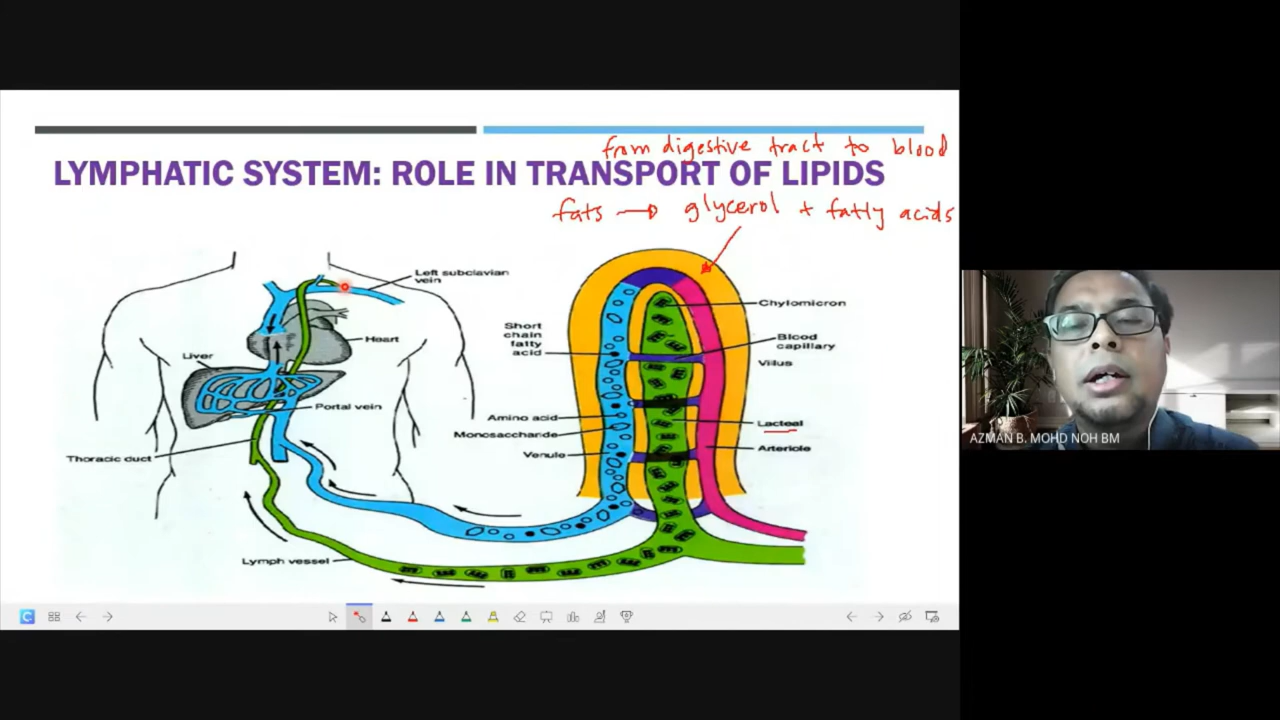 from digestive tract to blood
LYMPHATIC SYSTEM: ROLE IN TRANSPORT OF LIPIDS
fats → glycerol + fatty acids
Left subclavian
vein
Heart
Liver
Portal vein
Thoracic duct
Lymph vessel
Short
chain
fatty
acid
Amino acid
Monosaccharide
Venule
Chylomicron
Blood
capillary
Villus
Lacteal
Arteriole
AZMAN B. MOHD NOH BM